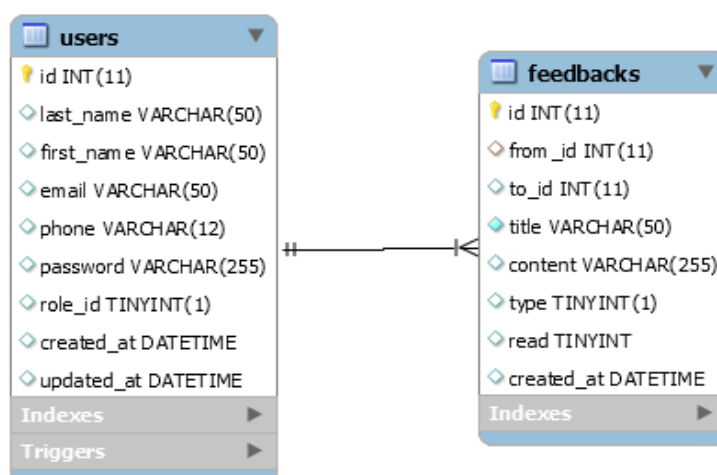 users
id INT(11)
last_name VARCHAR(50)
first_name VARCHAR(50)
email VARCHAR(50)
phone VARCHAR(12)
password VARCHAR(255)
role_id TINYINT(1)
created_at DATETIME
updated_at DATETIME
Indexes
Triggers
feedbacks
id INT(11)
from_id INT(11)
to_id INT(11)
title VARCHAR(50)
content VARCHAR(255)
type TINYINT(1)
read TINYINT
created_at DATETIME
Indexes